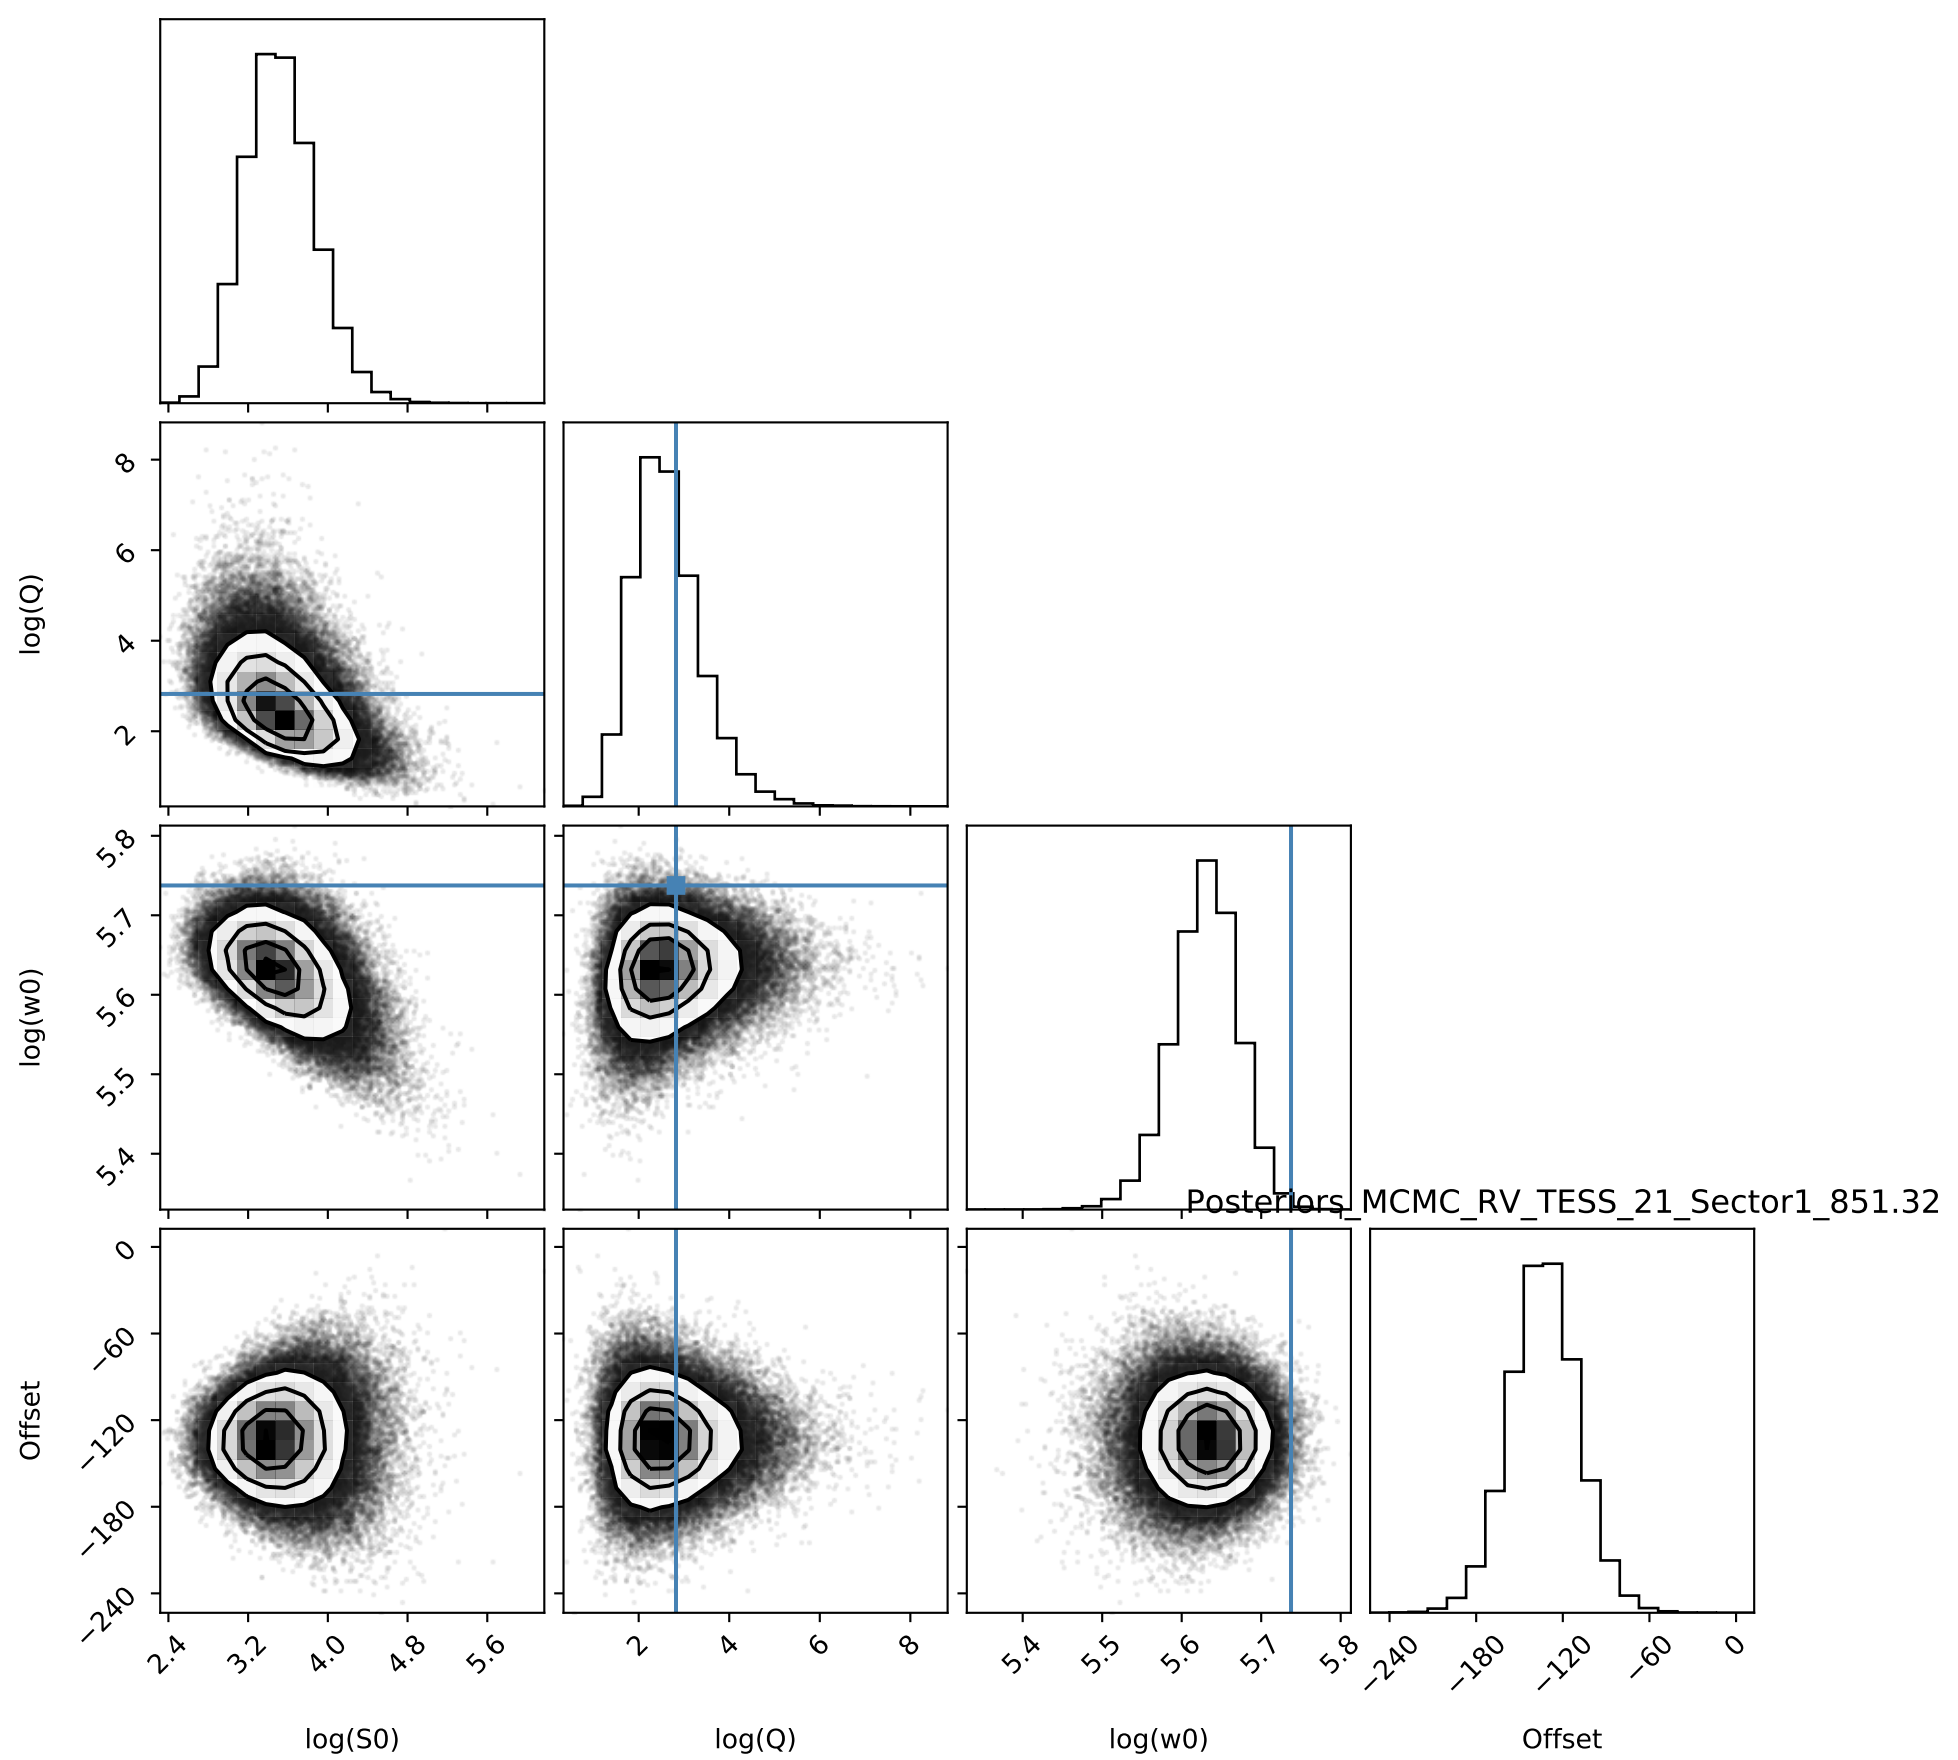 8
6
4
2
log(Q)
5.8
5.7
5.6
5.5
5.4
log(w0)
Posteriors_MCMC_RV_TESS_21_Sector1_851.32
0
−60
−120
−180
−240
Offset
2.4 3.2 4.0 4.8 5.6 2 4 6 8 5.4 5.5 5.6 5.7 5.8 −240 −180 −120 −60 0
log(S0) log(Q) log(w0) Offset